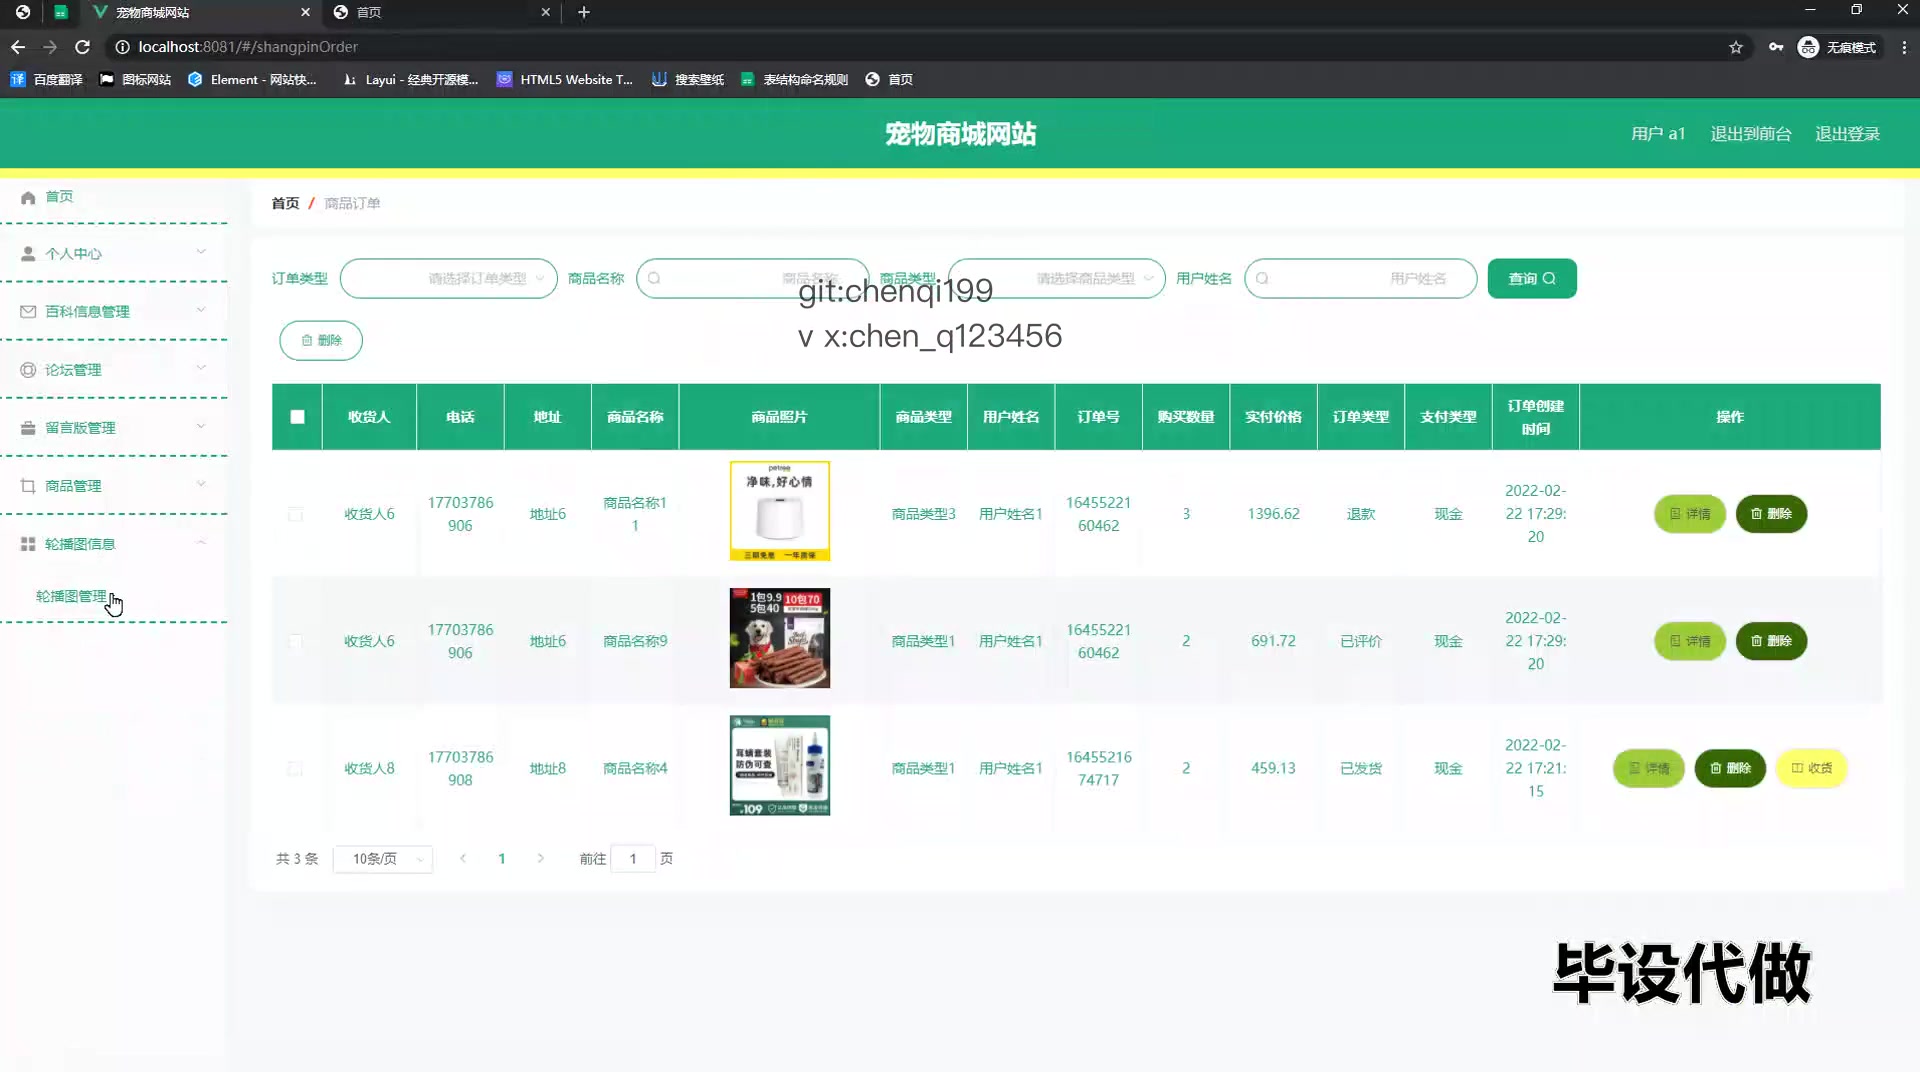 宠物商城网站
首页
localhost:8081/#/shangpinOrder
无痕模式
百度翻译
图标网站
Element - 网站快...
Layui - 经典开源模...
HTML5 Website T...
搜索壁纸
表结构命名规则
首页
宠物商城网站
用户 a1
退出到前台
退出登录
首页
个人中心
百科信息管理
论坛管理
留言版管理
商品管理
轮播图信息
轮播图管理
首页 / 商品订单
订单类型 请选择订单类型 商品名称 商品名称 商品类型 请选择商品类型 用户姓名 用户姓名 查询
git:chenqi199
v x:chen_q123456
删除
收货人 电话 地址 商品名称 商品照片 商品类型 用户姓名 订单号 购买数量 实付价格 订单类型 支付类型 订单创建时间 操作
收货人6 17703786906 地址6 商品名称11 商品类型3 用户姓名1 1645522160462 3 1396.62 退款 现金 2022-02-22 17:29:20 详情 删除
petree
净味,好心情
三期免息 一年质保
收货人6 17703786906 地址6 商品名称9 商品类型1 用户姓名1 1645522160462 2 691.72 已评价 现金 2022-02-22 17:29:20 详情 删除
1包9.9 10包70
5包40
收货人8 17703786908 地址8 商品名称4 商品类型1 用户姓名1 1645521674717 2 459.13 已发货 现金 2022-02-22 17:21:15 详情 删除 收货
耳螨套装
防伪可查
109
共 3 条 10条/页 1 前往 1 页
毕设代做